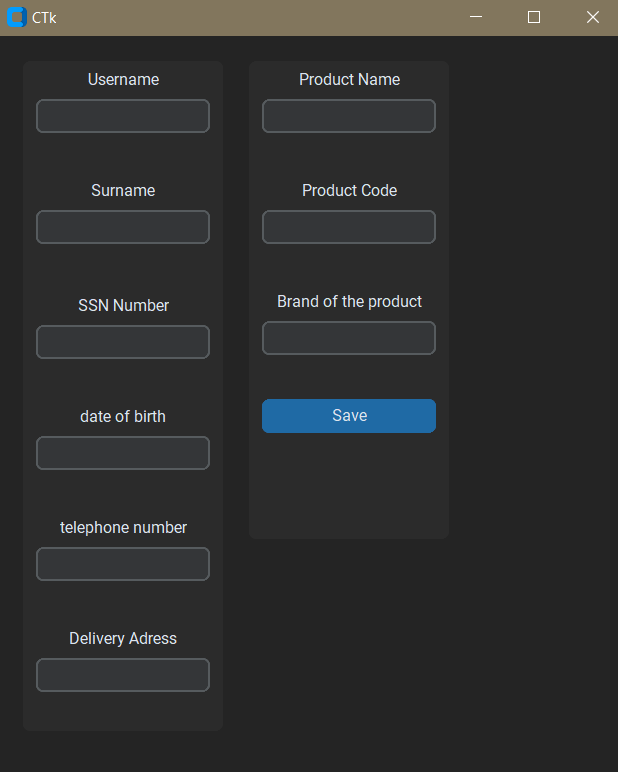 CTk
Username
Surname
SSN Number
date of birth
telephone number
Delivery Adress
Product Name
Product Code
Brand of the product
Save